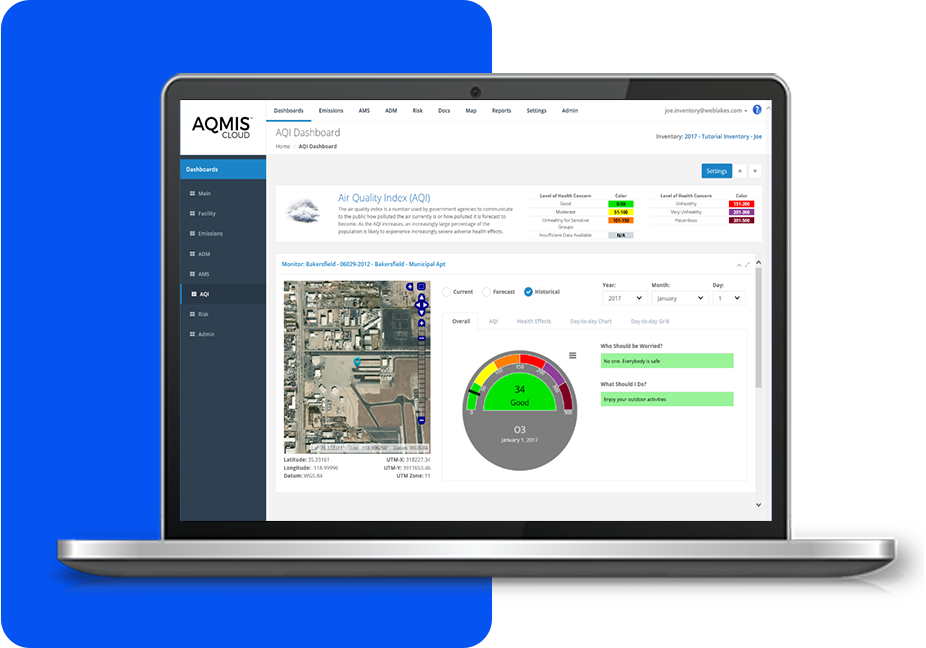 AQMIS™
CLOUD
Dashboards Emissions AMS ADM Risk Docs Map Reports Settings Admin
joe.inventory@weblakes.com ?
AQI Dashboard
Home / AQI Dashboard
Inventory: 2017 - Tutorial Inventory - Joe
Dashboards
Main
Facility
Emissions
ADM
AMS
AQI
Risk
Admin
Settings
Air Quality Index (AQI)
The air quality index is a number used by government agencies to communicate
to the public how polluted the air currently is or how polluted it is forecast to
become. As the AQI increases, an increasingly large percentage of the
population is likely to experience increasingly severe adverse health effects.
Level of Health Concern Color
Good 0-50
Moderate 51-100
Unhealthy for Sensitive
Groups 101-150
Insufficient Data Available N/A
Level of Health Concern Color
Unhealthy 151-200
Very Unhealthy 201-300
Hazardous 301-500
Monitor: Bakersfield - 06029-2012 - Bakersfield - Municipal Apt
Current Forecast Historical
Year: Month: Day:
2017 January 1
Overall AQI Health Effects Day-to-day Chart Day-to-day Grid
0 50 100 150 200 300 500
34
Good
O3
January 1, 2017
Who Should be Worried?
No one. Everybody is safe
What Should I Do?
Enjoy your outdoor activities
Datum: WGS-84
Latitude: 35.33161 UTM-X: 318227.34
Longitude: -118.99996 UTM-Y: 3911653.46
Datum: WGS-84 UTM Zone: 11